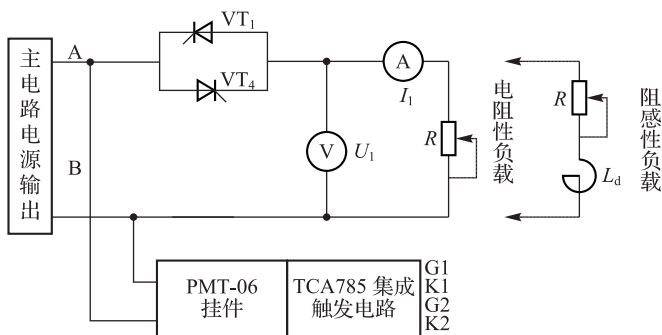 主电路电源输出
A
B
VT1
VT4
A
I1
V
U1
R
电阻性负载
R
Ld
阻感性负载
PMT-06
挂件
TCA785 集成
触发电路
G1
K1
G2
K2